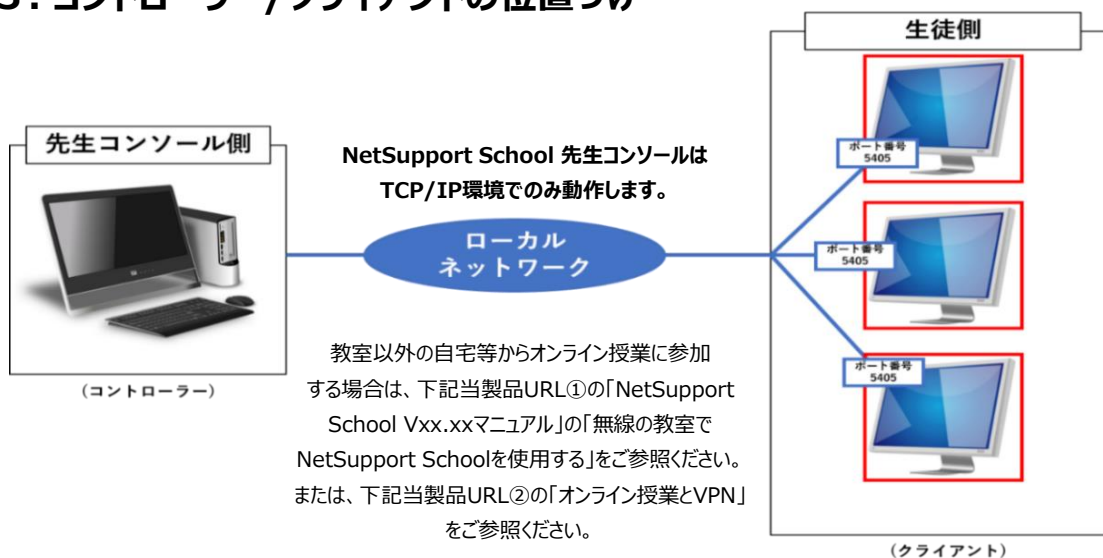 3．コントローラー/クライアントの位置づけ
生徒側
先生コンソール側
NetSupport School 先生コンソールは
TCP/IP環境でのみ動作します。
ポート番号
5405
ローカル
ネットワーク
ポート番号
5405
教室以外の自宅等からオンライン授業に参加
する場合は、下記当製品URL①の「NetSupport
School Vxx.xxマニュアル」の「無線の教室で
NetSupport Schoolを使用する」をご参照ください。
または、下記当製品URL②の「オンライン授業とVPN」
をご参照ください。
ポート番号
5405
(コントローラー)
(クライアント)